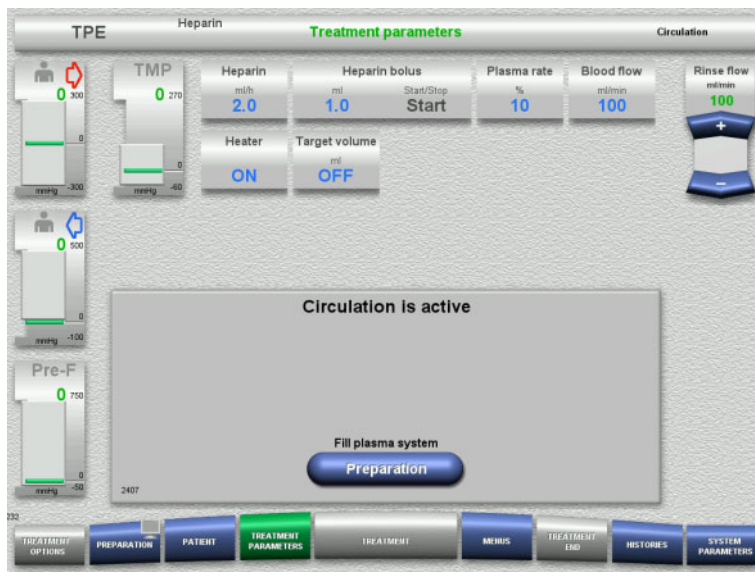 TPE
Heparin
Treatment parameters
Circulation
TMP
Heparin
Heparin bolus
Plasma rate
Blood flow
Rinse flow
0 300
0 270
ml/h
ml
Start/Stop
%
ml/min
ml/min
2.0
1.0
Start
10
100
100
+
0
Heater
Target volume
ml
ON
OFF
0
-300
mmHg
-60
mmHg
−
0 500
0
-100
mmHg
Circulation is active
Pre-F
0 750
Fill plasma system
Preparation
0
-50
mmHg
2407
232
TREATMENT
OPTIONS
PREPARATION
PATIENT
TREATMENT
PARAMETERS
TREATMENT
MENUS
TREATMENT
END
HISTORIES
SYSTEM
PARAMETERS